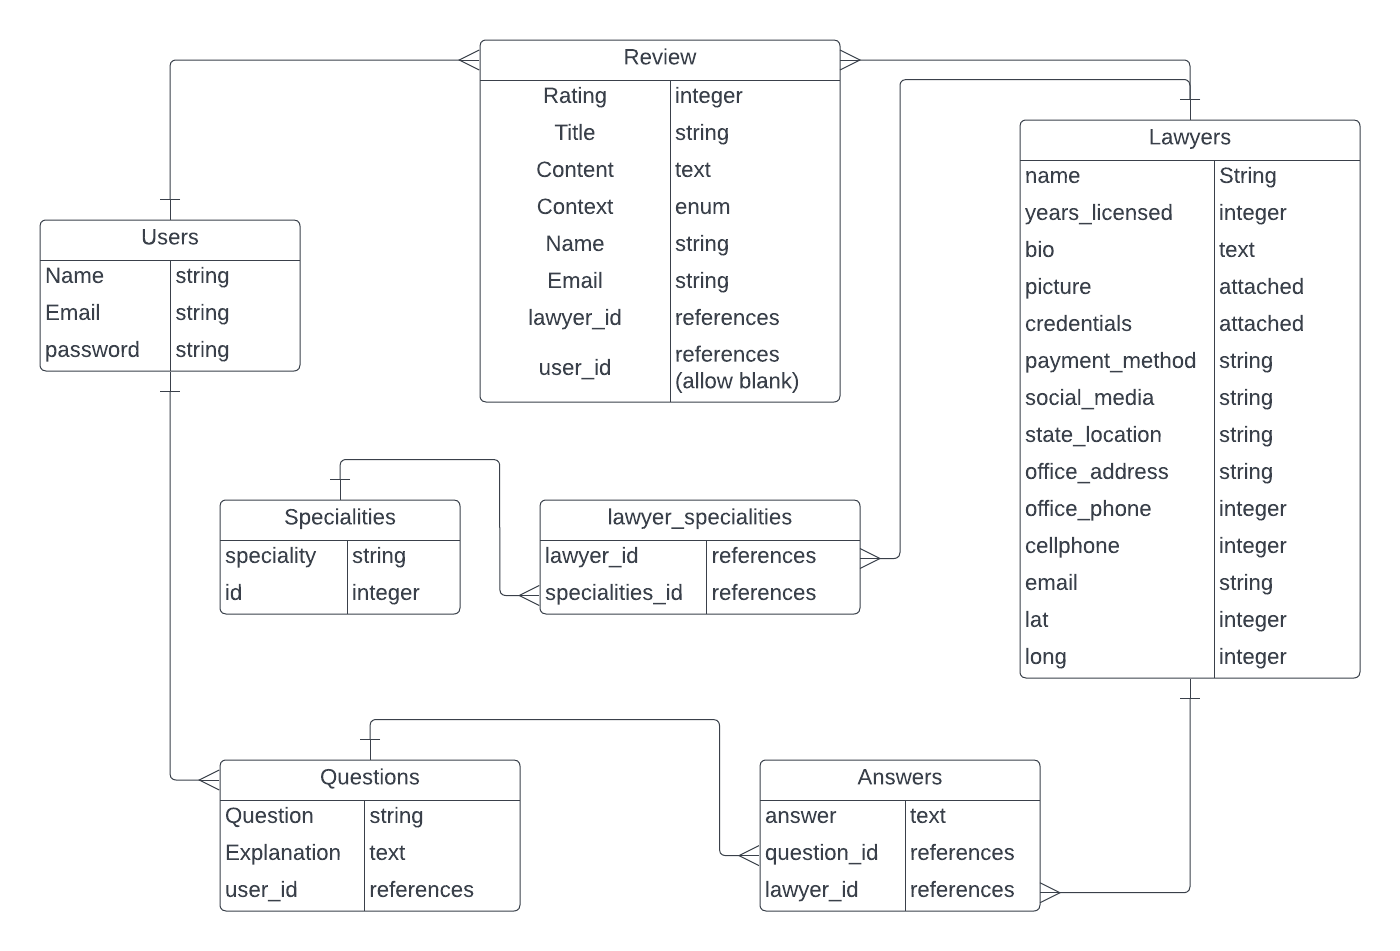 Review
Rating integer
Title string
Content text
Context enum
Name string
Email string
lawyer_id references
user_id references
(allow blank)
Lawyers
name String
years_licensed integer
bio text
picture attached
credentials attached
payment_method string
social_media string
state_location string
office_address string
office_phone integer
cellphone integer
email string
lat integer
long integer
Users
Name string
Email string
password string
Specialities
speciality string
id integer
lawyer_specialities
lawyer_id references
specialities_id references
Questions
Question string
Explanation text
user_id references
Answers
answer text
question_id references
lawyer_id references